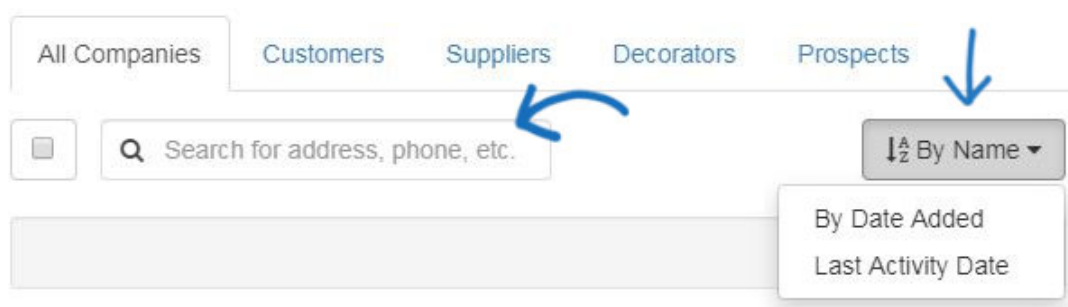 All Companies Customers Suppliers Decorators Prospects
Search for address, phone, etc. By Name
By Date Added
Last Activity Date